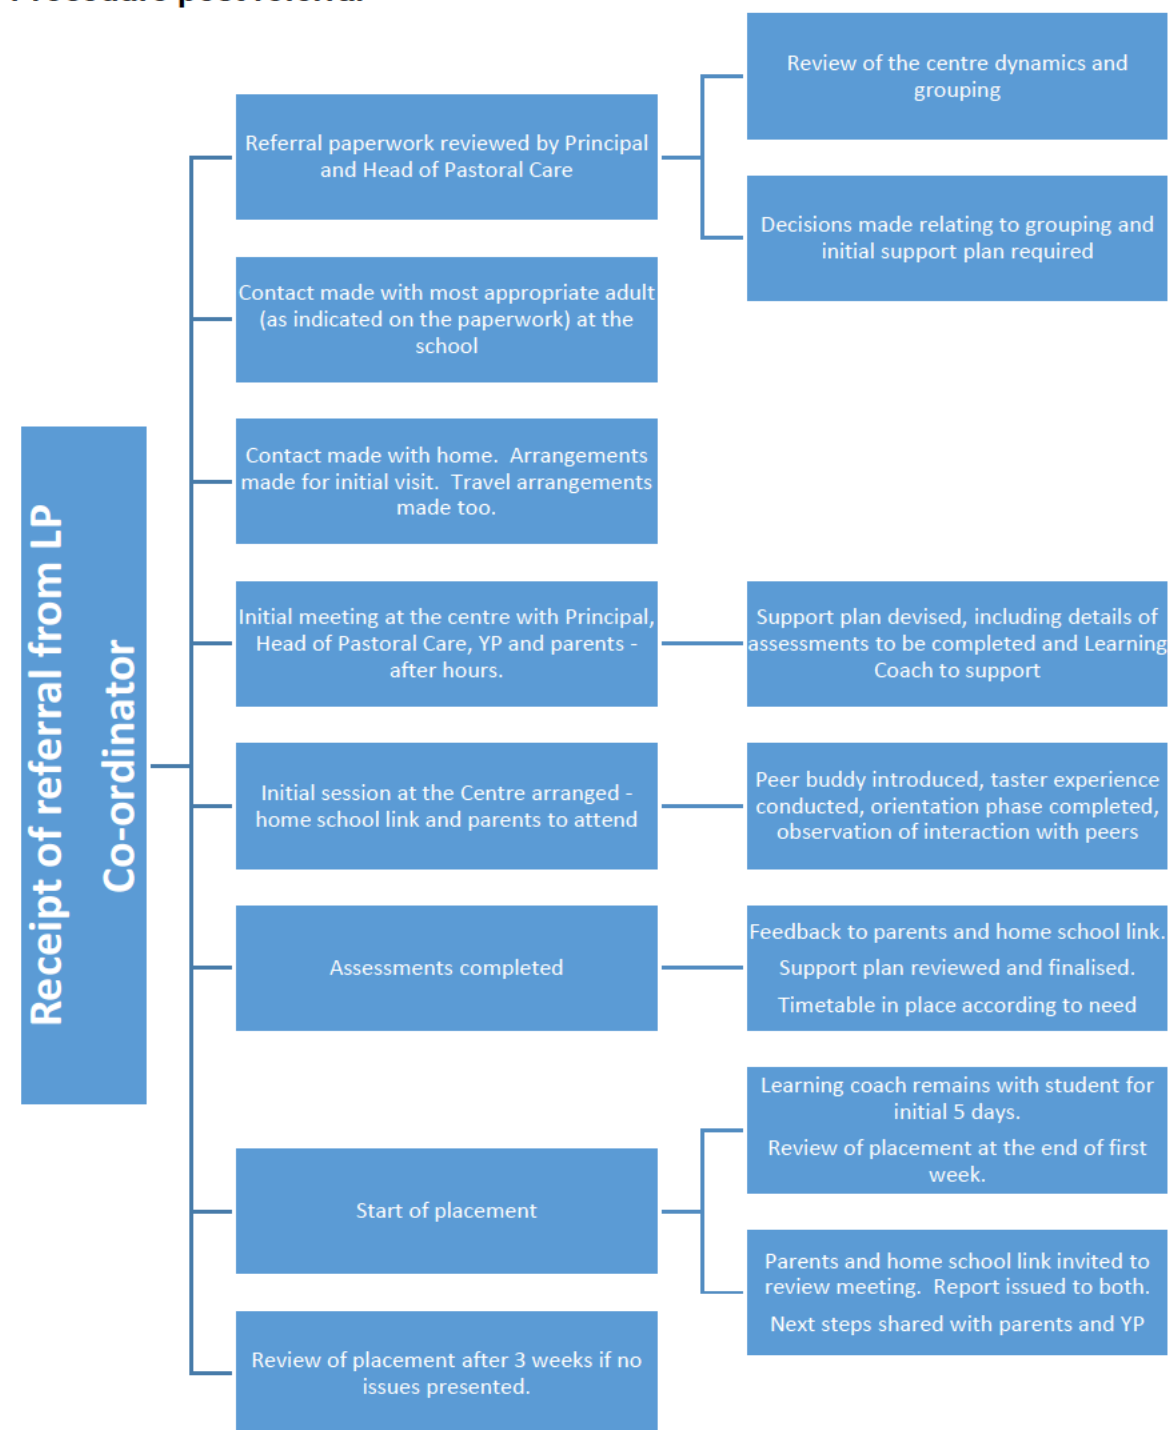 Procedure post referral
Receipt of referral from LP
Co-ordinator
Referral paperwork reviewed by Principal
and Head of Pastoral Care
Review of the centre dynamics and
grouping
Decisions made relating to grouping and
initial support plan required
Contact made with most appropriate adult
(as indicated on the paperwork) at the
school
Contact made with home.  Arrangements
made for initial visit.  Travel arrangements
made too.
Initial meeting at the centre with Principal,
Head of Pastoral Care, YP and parents -
after hours.
Support plan devised, including details of
assessments to be completed and Learning
Coach to support
Initial session at the Centre arranged -
home school link and parents to attend
Peer buddy introduced, taster experience
conducted, orientation phase completed,
observation of interaction with peers
Assessments completed
Feedback to parents and home school link.
Support plan reviewed and finalised.
Timetable in place according to need
Start of placement
Learning coach remains with student for
initial 5 days.
Review of placement at the end of first
week.
Parents and home school link invited to
review meeting.  Report issued to both.
Next steps shared with parents and YP
Review of placement after 3 weeks if no
issues presented.